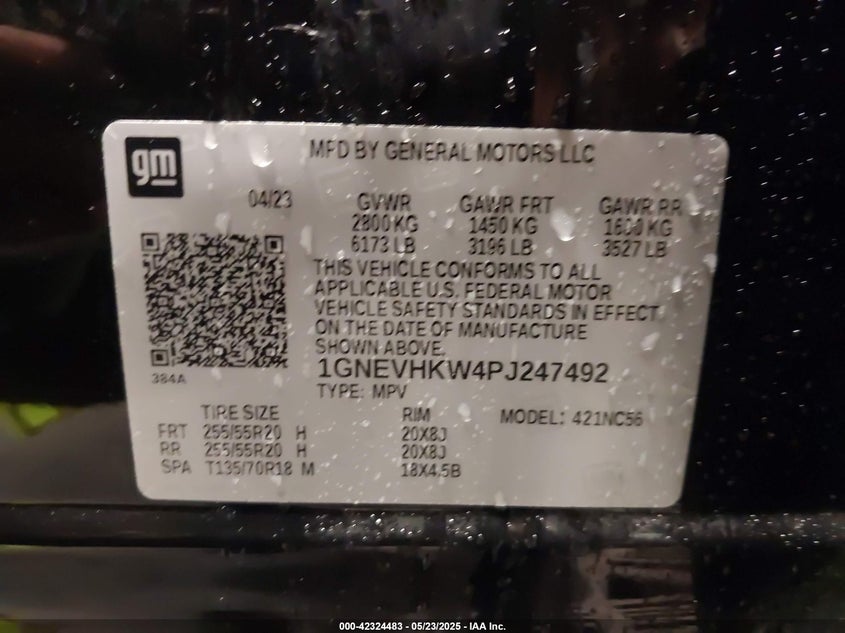 gm
MFD BY GENERAL MOTORS LLC
04/23 GVWR GAWR FRT GAWR RR
2800 KG 1450 KG 1600 KG
6173 LB 3196 LB 3527 LB
THIS VEHICLE CONFORMS TO ALL
APPLICABLE U.S. FEDERAL MOTOR
VEHICLE SAFETY STANDARDS IN EFFECT
ON THE DATE OF MANUFACTURE
SHOWN ABOVE.
1GNEVHKW4PJ247492
384A
TYPE: MPV
TIRE SIZE RIM MODEL: 421NC56
FRT 255/55R20 H 20X8J
RR 255/55R20 H 20X8J
SPA T135/70R18 M 18X4.5B
000-42324483 - 05/23/2025 - IAA Inc.